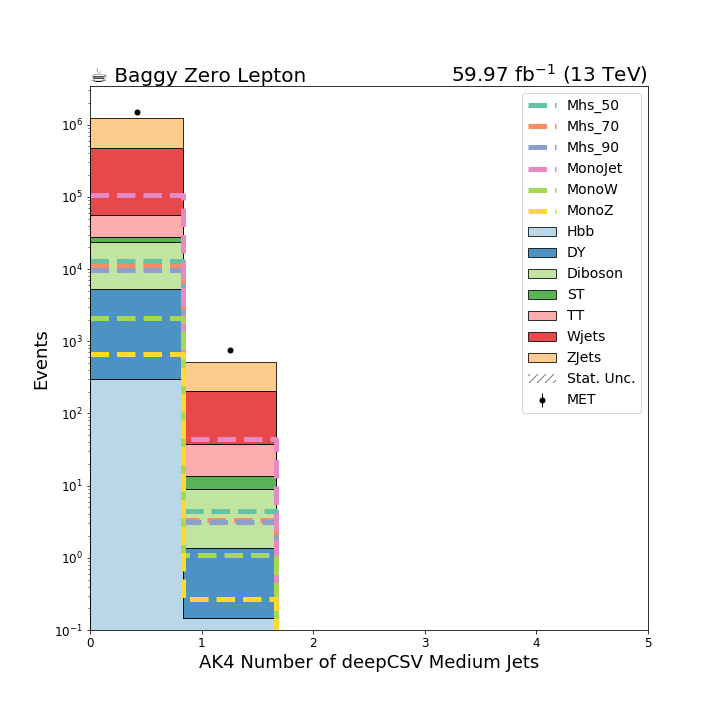 ☕ Baggy Zero Lepton
59.97 fb⁻¹ (13 TeV)
Mhs_50
Mhs_70
Mhs_90
MonoJet
MonoW
MonoZ
Hbb
DY
Diboson
ST
TT
Wjets
ZJets
Stat. Unc.
MET
Events
10⁶
10⁵
10⁴
10³
10²
10¹
10⁰
10⁻¹
0 1 2 3 4 5
AK4 Number of deepCSV Medium Jets